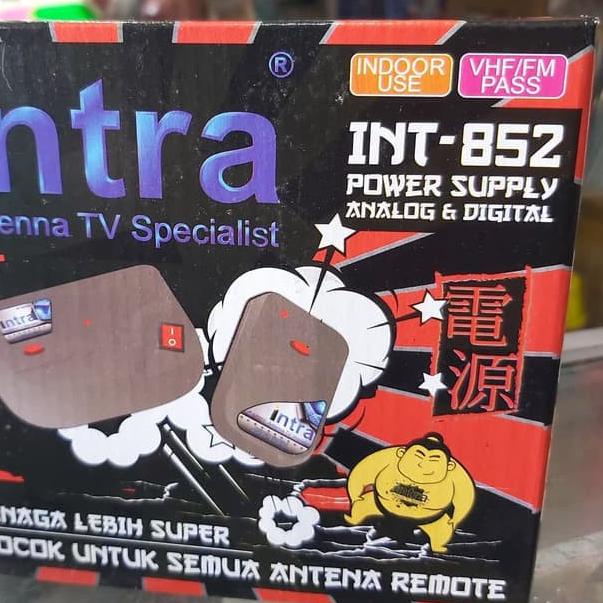 ntra®
INDOOR
USE
VHF/FM
PASS
INT-852
POWER SUPPLY
ANALOG & DIGITAL
enna TV Specialist
電
源
intra
I
O
intra
NAGA LEBIH SUPER
OCOK UNTUK SEMUA ANTENA REMOTE